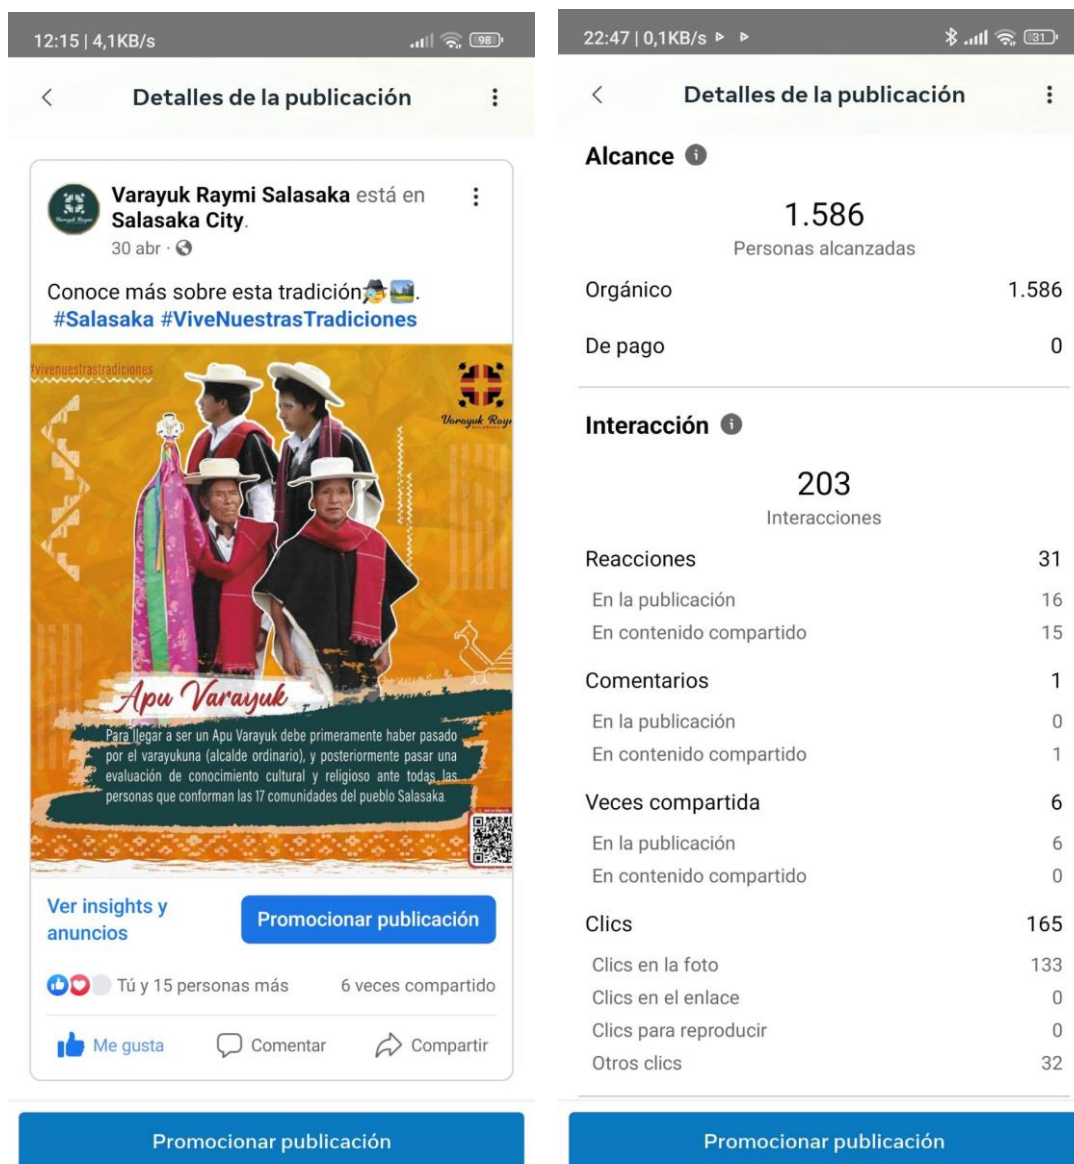 12:15 | 4,1KB/s
98
Detalles de la publicación
Varayuk Raymi Salasaka está en
Salasaka City.
30 abr ·
Conoce más sobre esta tradición.
#Salasaka #ViveNuestrasTradiciones
#vivenuestrastradiciones
Varayuk Raym
Apu Varayuk
Para llegar a ser un Apu Varayuk debe primeramente haber pasado
por el varayukuna (alcalde ordinario), y posteriormente pasar una
evaluación de conocimiento cultural y religioso ante todas las
personas que conforman las 17 comunidades del pueblo Salasaka.
Ver insights y
anuncios
Promocionar publicación
Tú y 15 personas más
6 veces compartido
Me gusta
Comentar
Compartir
Promocionar publicación
22:47 | 0,1KB/s
31
Detalles de la publicación
Alcance
1.586
Personas alcanzadas
Orgánico 1.586
De pago 0
Interacción
203
Interacciones
Reacciones 31
En la publicación 16
En contenido compartido 15
Comentarios 1
En la publicación 0
En contenido compartido 1
Veces compartida 6
En la publicación 6
En contenido compartido 0
Clics 165
Clics en la foto 133
Clics en el enlace 0
Clics para reproducir 0
Otros clics 32
Promocionar publicación